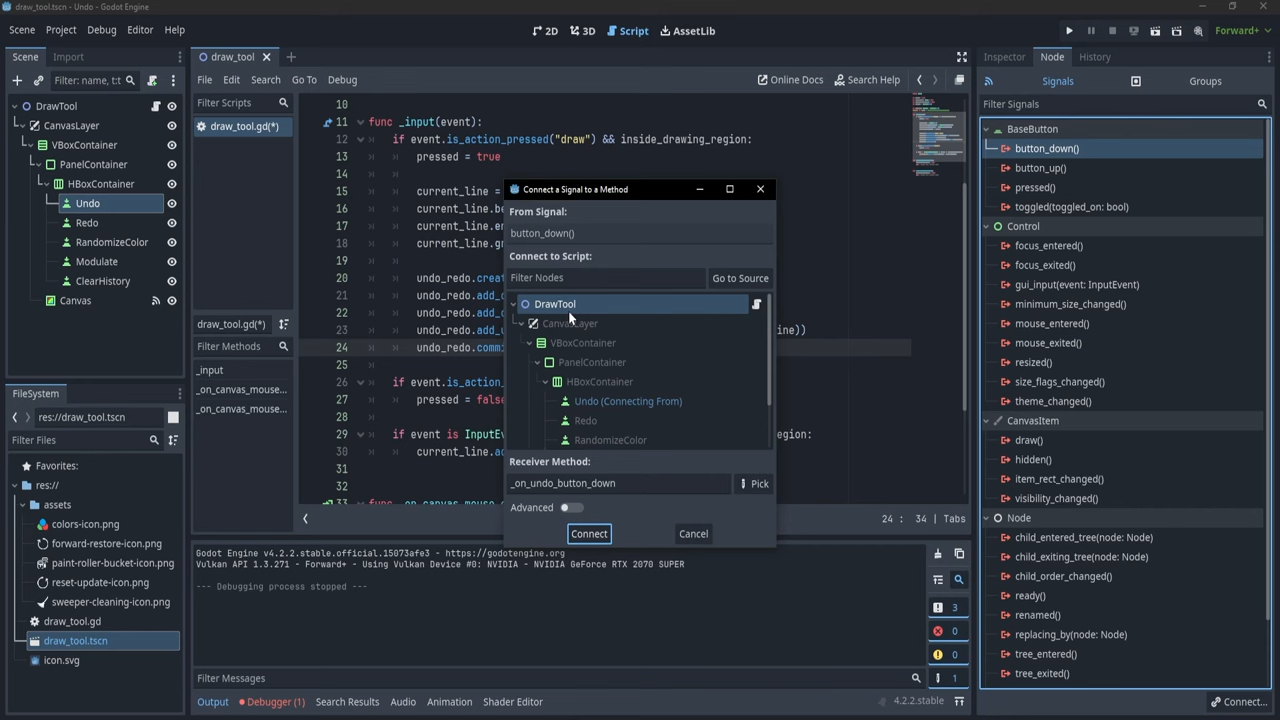 draw_tool.tscn - Undo - Godot Engine
Scene Project Debug Editor Help
2D 3D Script AssetLib
Forward+
Scene Import
Filter: name, t:t
DrawTool
CanvasLayer
VBoxContainer
PanelContainer
HBoxContainer
Undo
Redo
RandomizeColor
Modulate
ClearHistory
Canvas
FileSystem
res://draw_tool.tscn
Filter Files
Favorites:
res://
assets
colors-icon.png
forward-restore-icon.png
paint-roller-bucket-icon.png
reset-update-icon.png
sweeper-cleaning-icon.png
draw_tool.gd
draw_tool.tscn
icon.svg
draw_tool
File Edit Search Go To Debug
Online Docs Search Help
Filter Scripts
draw_tool.gd(*)
draw_tool.gd(*)
Filter Methods
_input
_on_canvas_mouse...
_on_canvas_mouse...
10
11 func _input(event):
12 if event.is_action_pressed("draw") && inside_drawing_region:
13 pressed = true
14
15 current_line =
16 current_line.be
17 current_line.en
18 current_line.gr
19
20 undo_redo.creat
21 undo_redo.add_d
22 undo_redo.add_d
23 undo_redo.add_u ine))
24 undo_redo.commi
25
26 if event.is_action_
27 pressed = false
28
29 if event is InputEv region:
30 current_line.ad
31
32
24 : 34 | Tabs
Connect a Signal to a Method
From Signal:
button_down()
Connect to Script:
Filter Nodes
Go to Source
DrawTool
CanvasLayer
VBoxContainer
PanelContainer
HBoxContainer
Undo (Connecting From)
Redo
RandomizeColor
Receiver Method:
_on_undo_button_down
Pick
Advanced
Connect
Cancel
Godot Engine v4.2.2.stable.official.15073afe3 - https://godotengine.org
Vulkan API 1.3.271 - Forward+ - Using Vulkan Device #0: NVIDIA - NVIDIA GeForce RTX 2070 SUPER
--- Debugging process stopped ---
3
0
0
1
Filter Messages
Output Debugger (1) Search Results Audio Animation Shader Editor
4.2.2.stable
Inspector Node History
Signals Groups
Filter Signals
BaseButton
button_down()
button_up()
pressed()
toggled(toggled_on: bool)
Control
focus_entered()
focus_exited()
gui_input(event: InputEvent)
minimum_size_changed()
mouse_entered()
mouse_exited()
resized()
size_flags_changed()
theme_changed()
CanvasItem
draw()
hidden()
item_rect_changed()
visibility_changed()
Node
child_entered_tree(node: Node)
child_exiting_tree(node: Node)
child_order_changed()
ready()
renamed()
replacing_by(node: Node)
tree_entered()
tree_exited()
Connect...